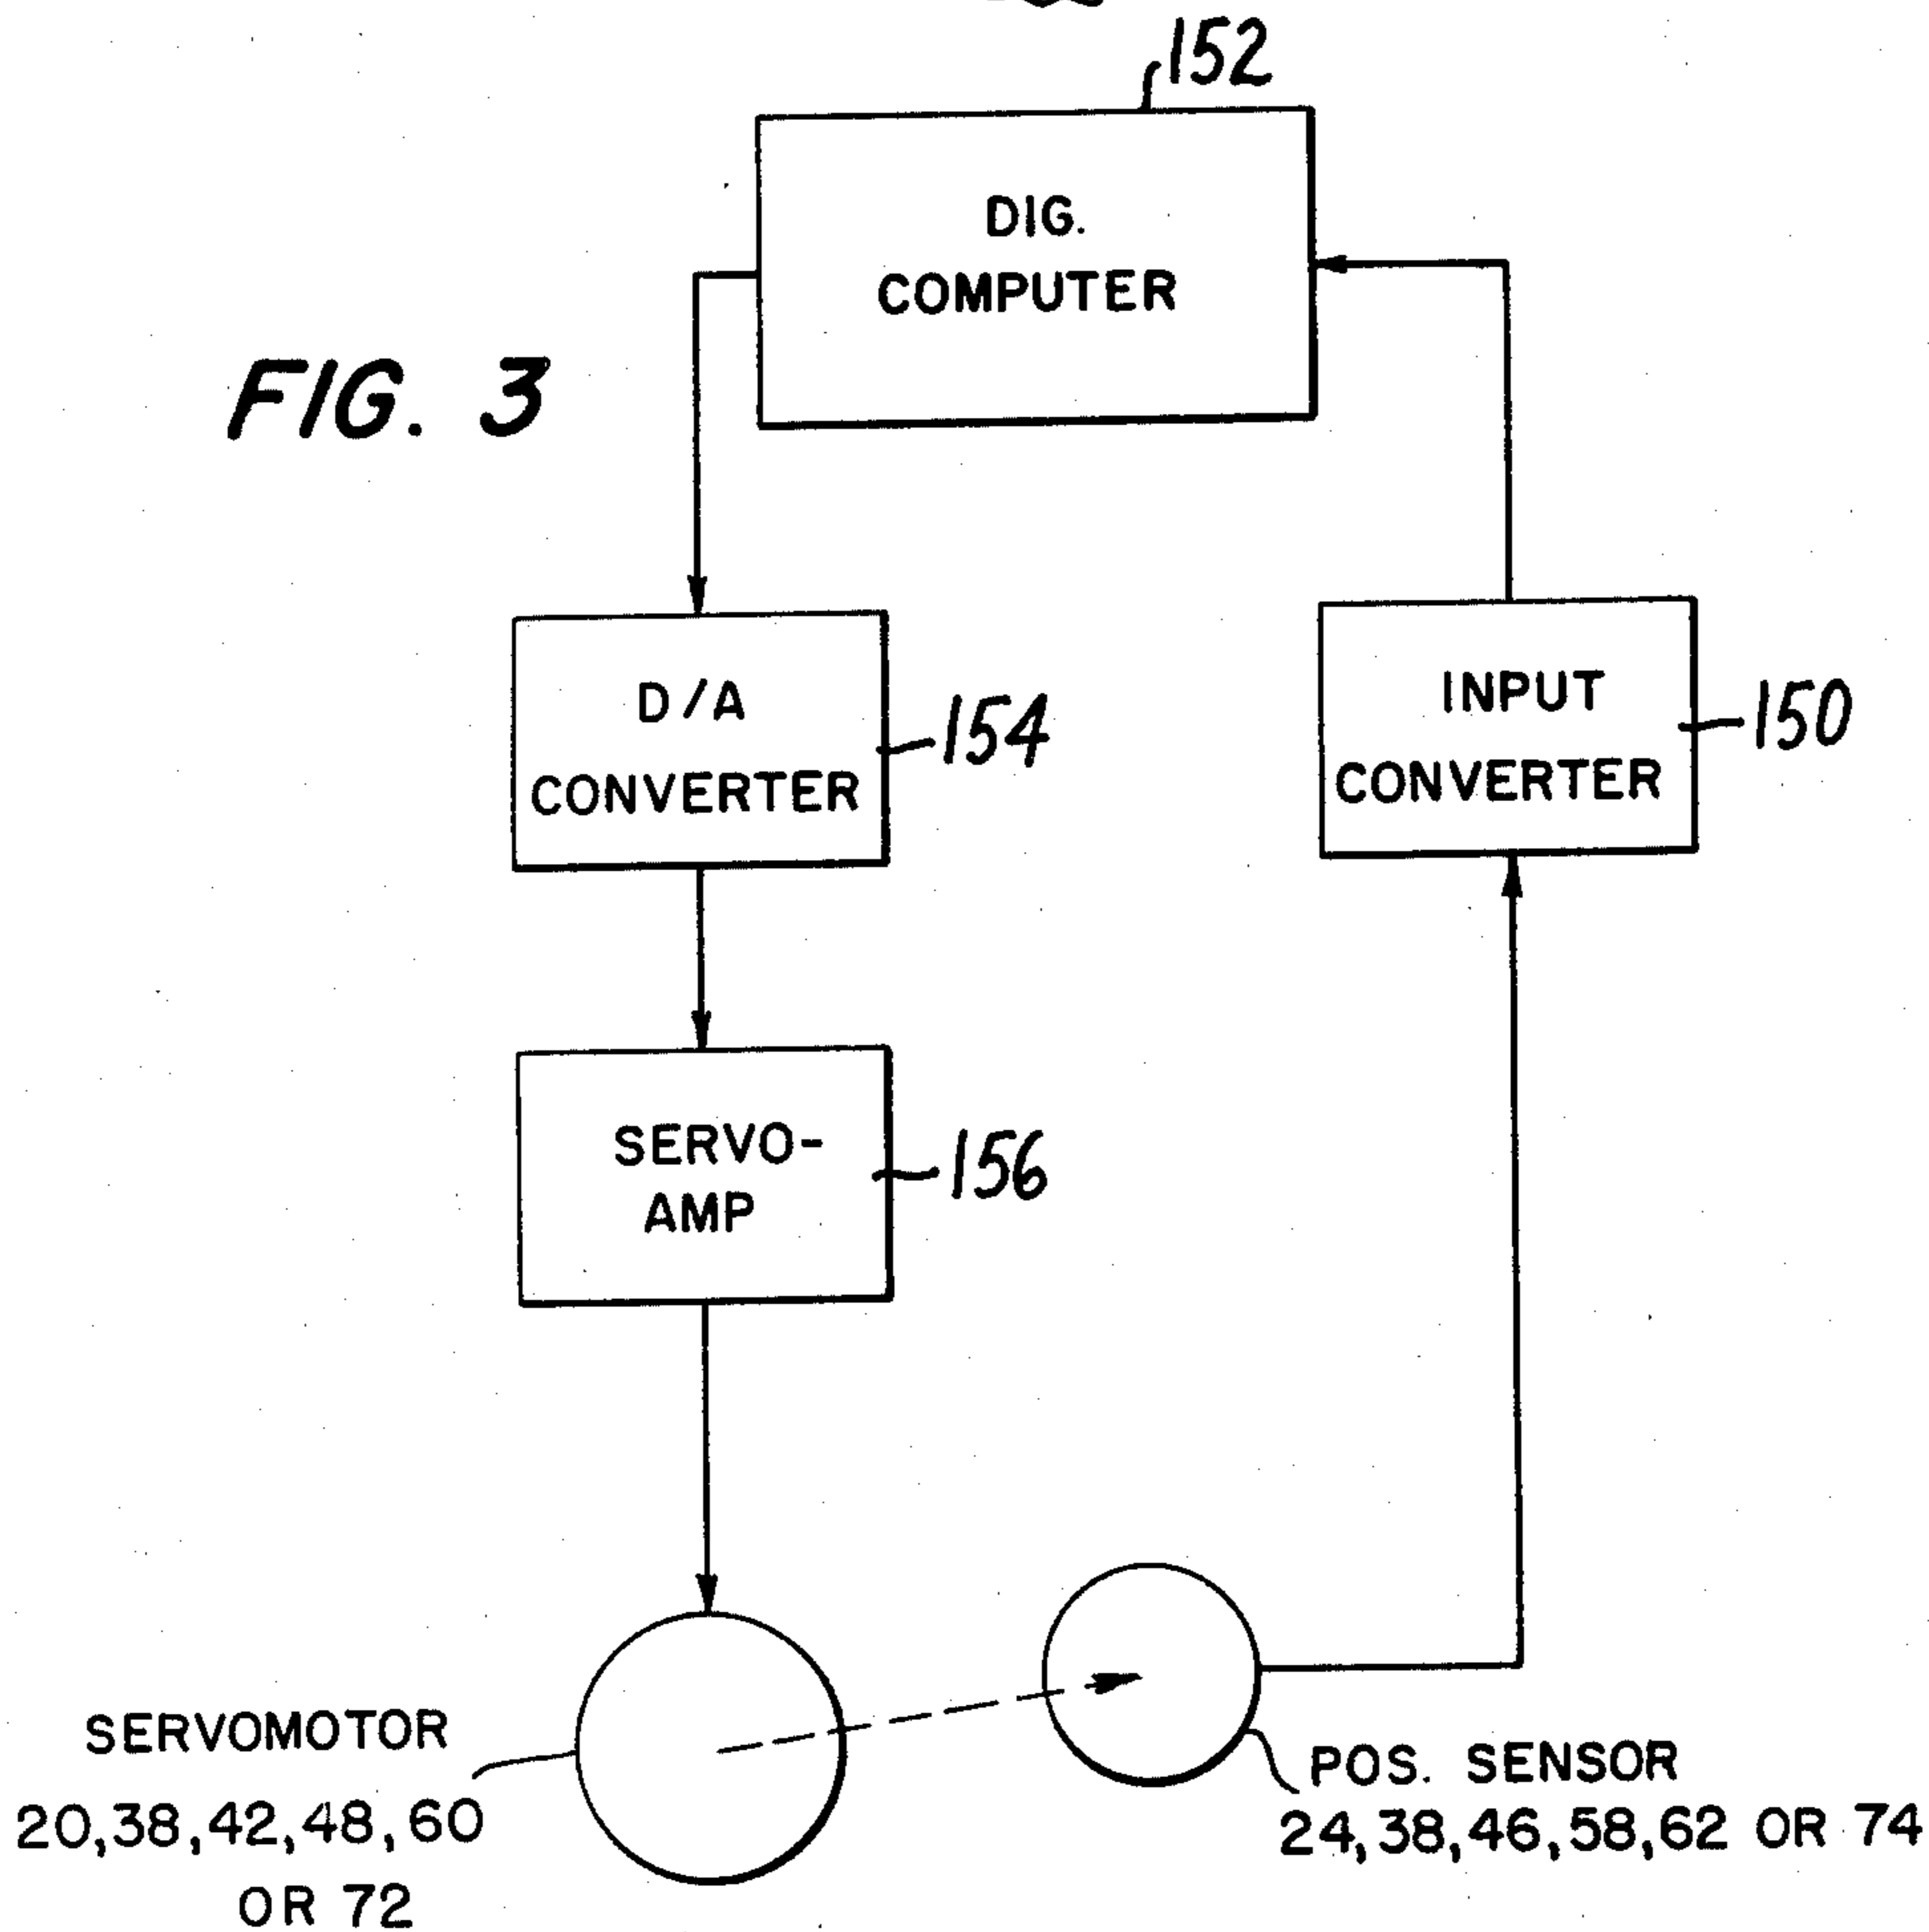 152
DIG.
COMPUTER
FIG. 3
D/A
CONVERTER
154
INPUT
CONVERTER
150
SERVO-
AMP
156
SERVOMOTOR
20,38,42,48,60
OR 72
POS. SENSOR
24,38,46,58,62 OR 74